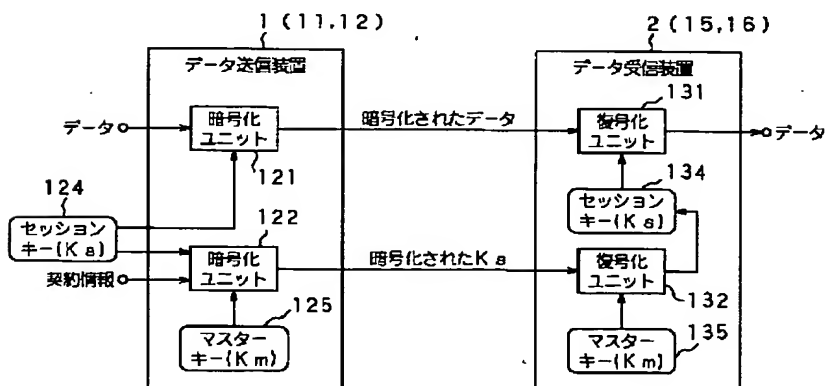 1 (11,12)
データ送信装置
データ
暗号化
ユニット
121
暗号化されたデータ
124
セッション
キー(Ks)
122
契約情報
暗号化
ユニット
125
マスター
キー(Km)
暗号化されたKs
2 (15,16)
データ受信装置
131
復号化
ユニット
データ
134
セッション
キー(Ks)
復号化
ユニット
132
135
マスター
キー(Km)